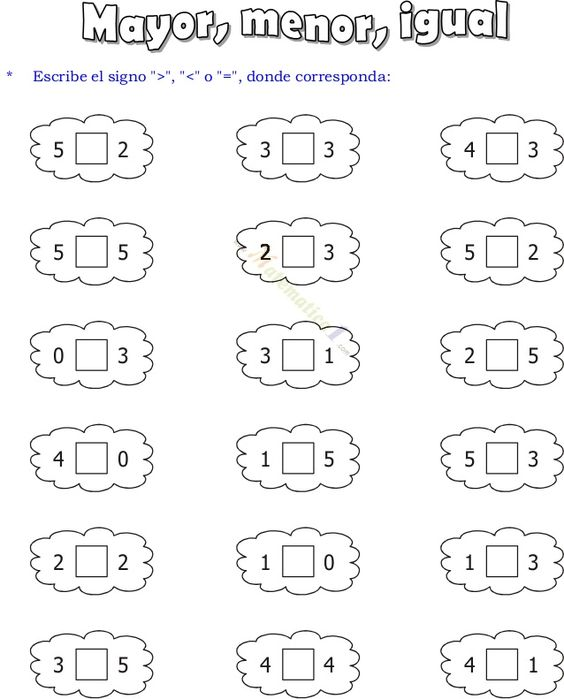 Mayor, menor, igual
* Escribe el signo ">", "<" o "=", donde corresponda:
5 2 3 3 4 3
5 5 2 3 5 2
0 3 3 1 2 5
4 0 1 5 5 3
2 2 1 0 1 3
3 5 4 4 4 1